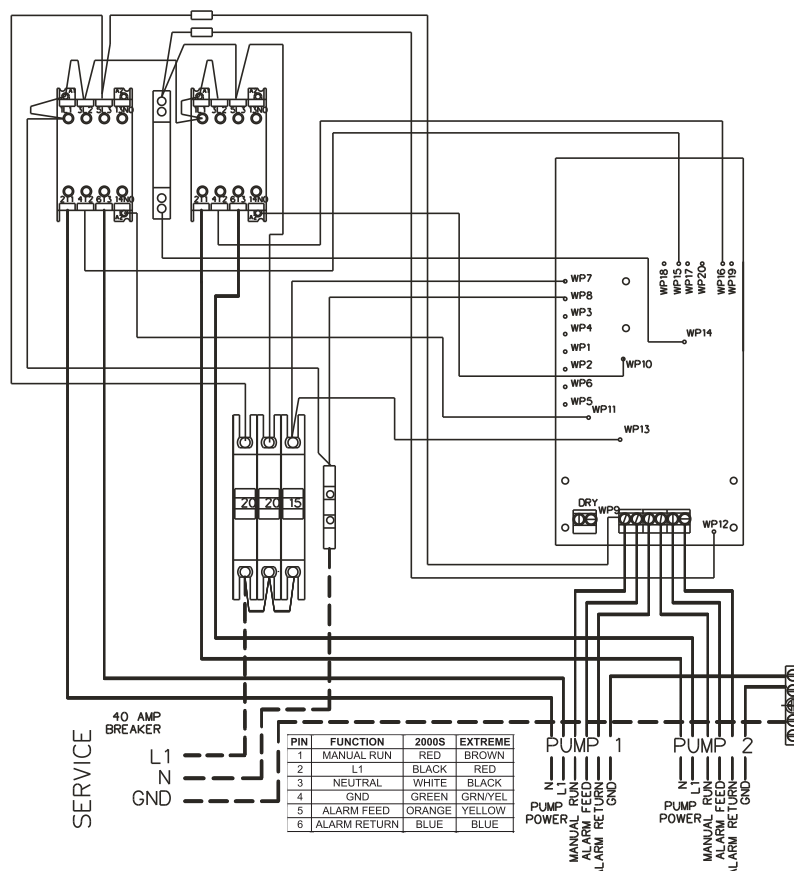 A2
1L1 3L2 5L3 13NO
1L1 3L2 5L3 13NO
2T1 4T2 6T3 14NO
A2
2T1 4T2 6T3 14NO
A2
WP18
WP15
WP17
WP20
WP16
WP19
WP7
WP8
WP3
WP4
WP1
WP2
WP6
WP5
WP14
WP10
WP11
WP13
20 20 15
DRY
WP9
WP12
40 AMP
BREAKER
SERVICE
L1
N
GND
PIN FUNCTION 2000S EXTREME
1 MANUAL RUN RED BROWN
2 L1 BLACK RED
3 NEUTRAL WHITE BLACK
4 GND GREEN GRN/YEL
5 ALARM FEED ORANGE YELLOW
6 ALARM RETURN BLUE BLUE
PUMP 1
N
L1
PUMP
POWER
MANUAL RUN
ALARM FEED
ALARM RETURN
GND
PUMP 2
N
L1
PUMP
POWER
MANUAL RUN
ALARM FEED
ALARM RETURN
GND